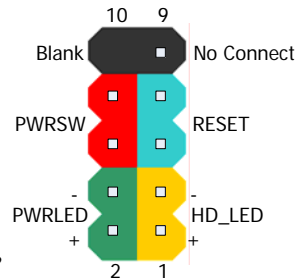 10 9
Blank No Connect
PWRSW RESET
- -
PWRLED HD_LED
+ +
2 1